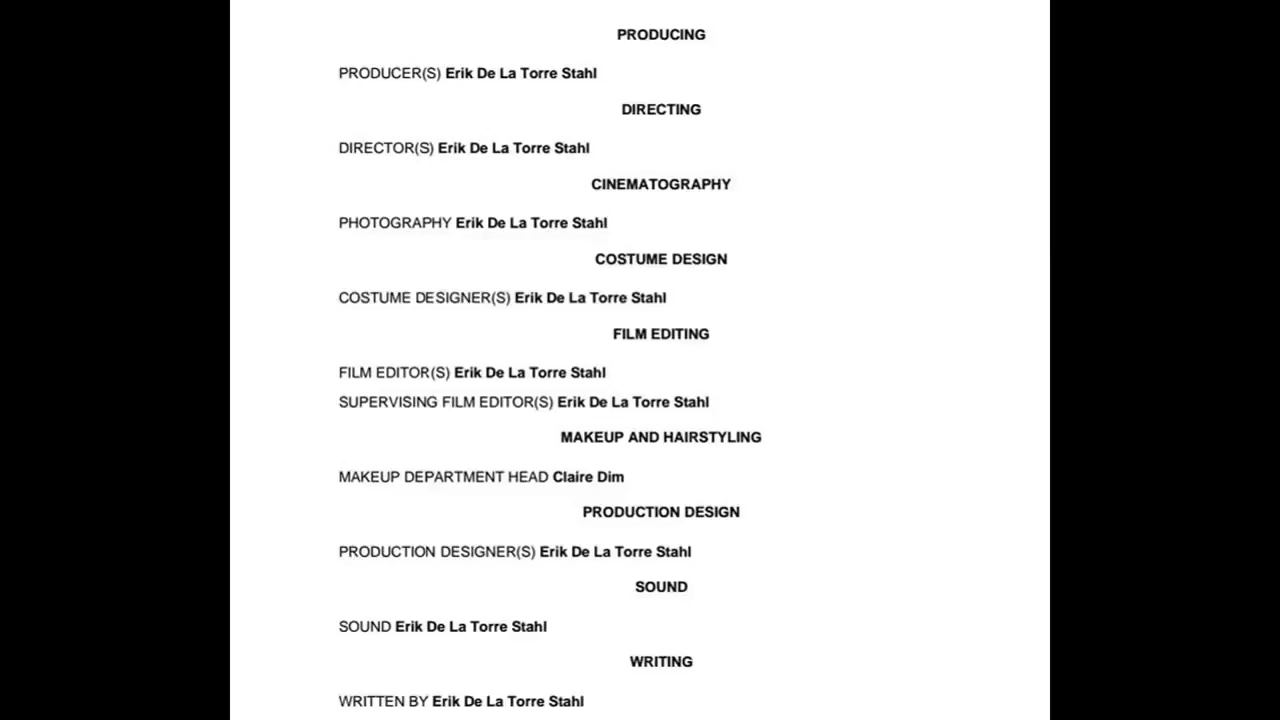 PRODUCING
PRODUCER(S) Erik De La Torre Stahl
DIRECTING
DIRECTOR(S) Erik De La Torre Stahl
CINEMATOGRAPHY
PHOTOGRAPHY Erik De La Torre Stahl
COSTUME DESIGN
COSTUME DESIGNER(S) Erik De La Torre Stahl
FILM EDITING
FILM EDITOR(S) Erik De La Torre Stahl
SUPERVISING FILM EDITOR(S) Erik De La Torre Stahl
MAKEUP AND HAIRSTYLING
MAKEUP DEPARTMENT HEAD Claire Dim
PRODUCTION DESIGN
PRODUCTION DESIGNER(S) Erik De La Torre Stahl
SOUND
SOUND Erik De La Torre Stahl
WRITING
WRITTEN BY Erik De La Torre Stahl